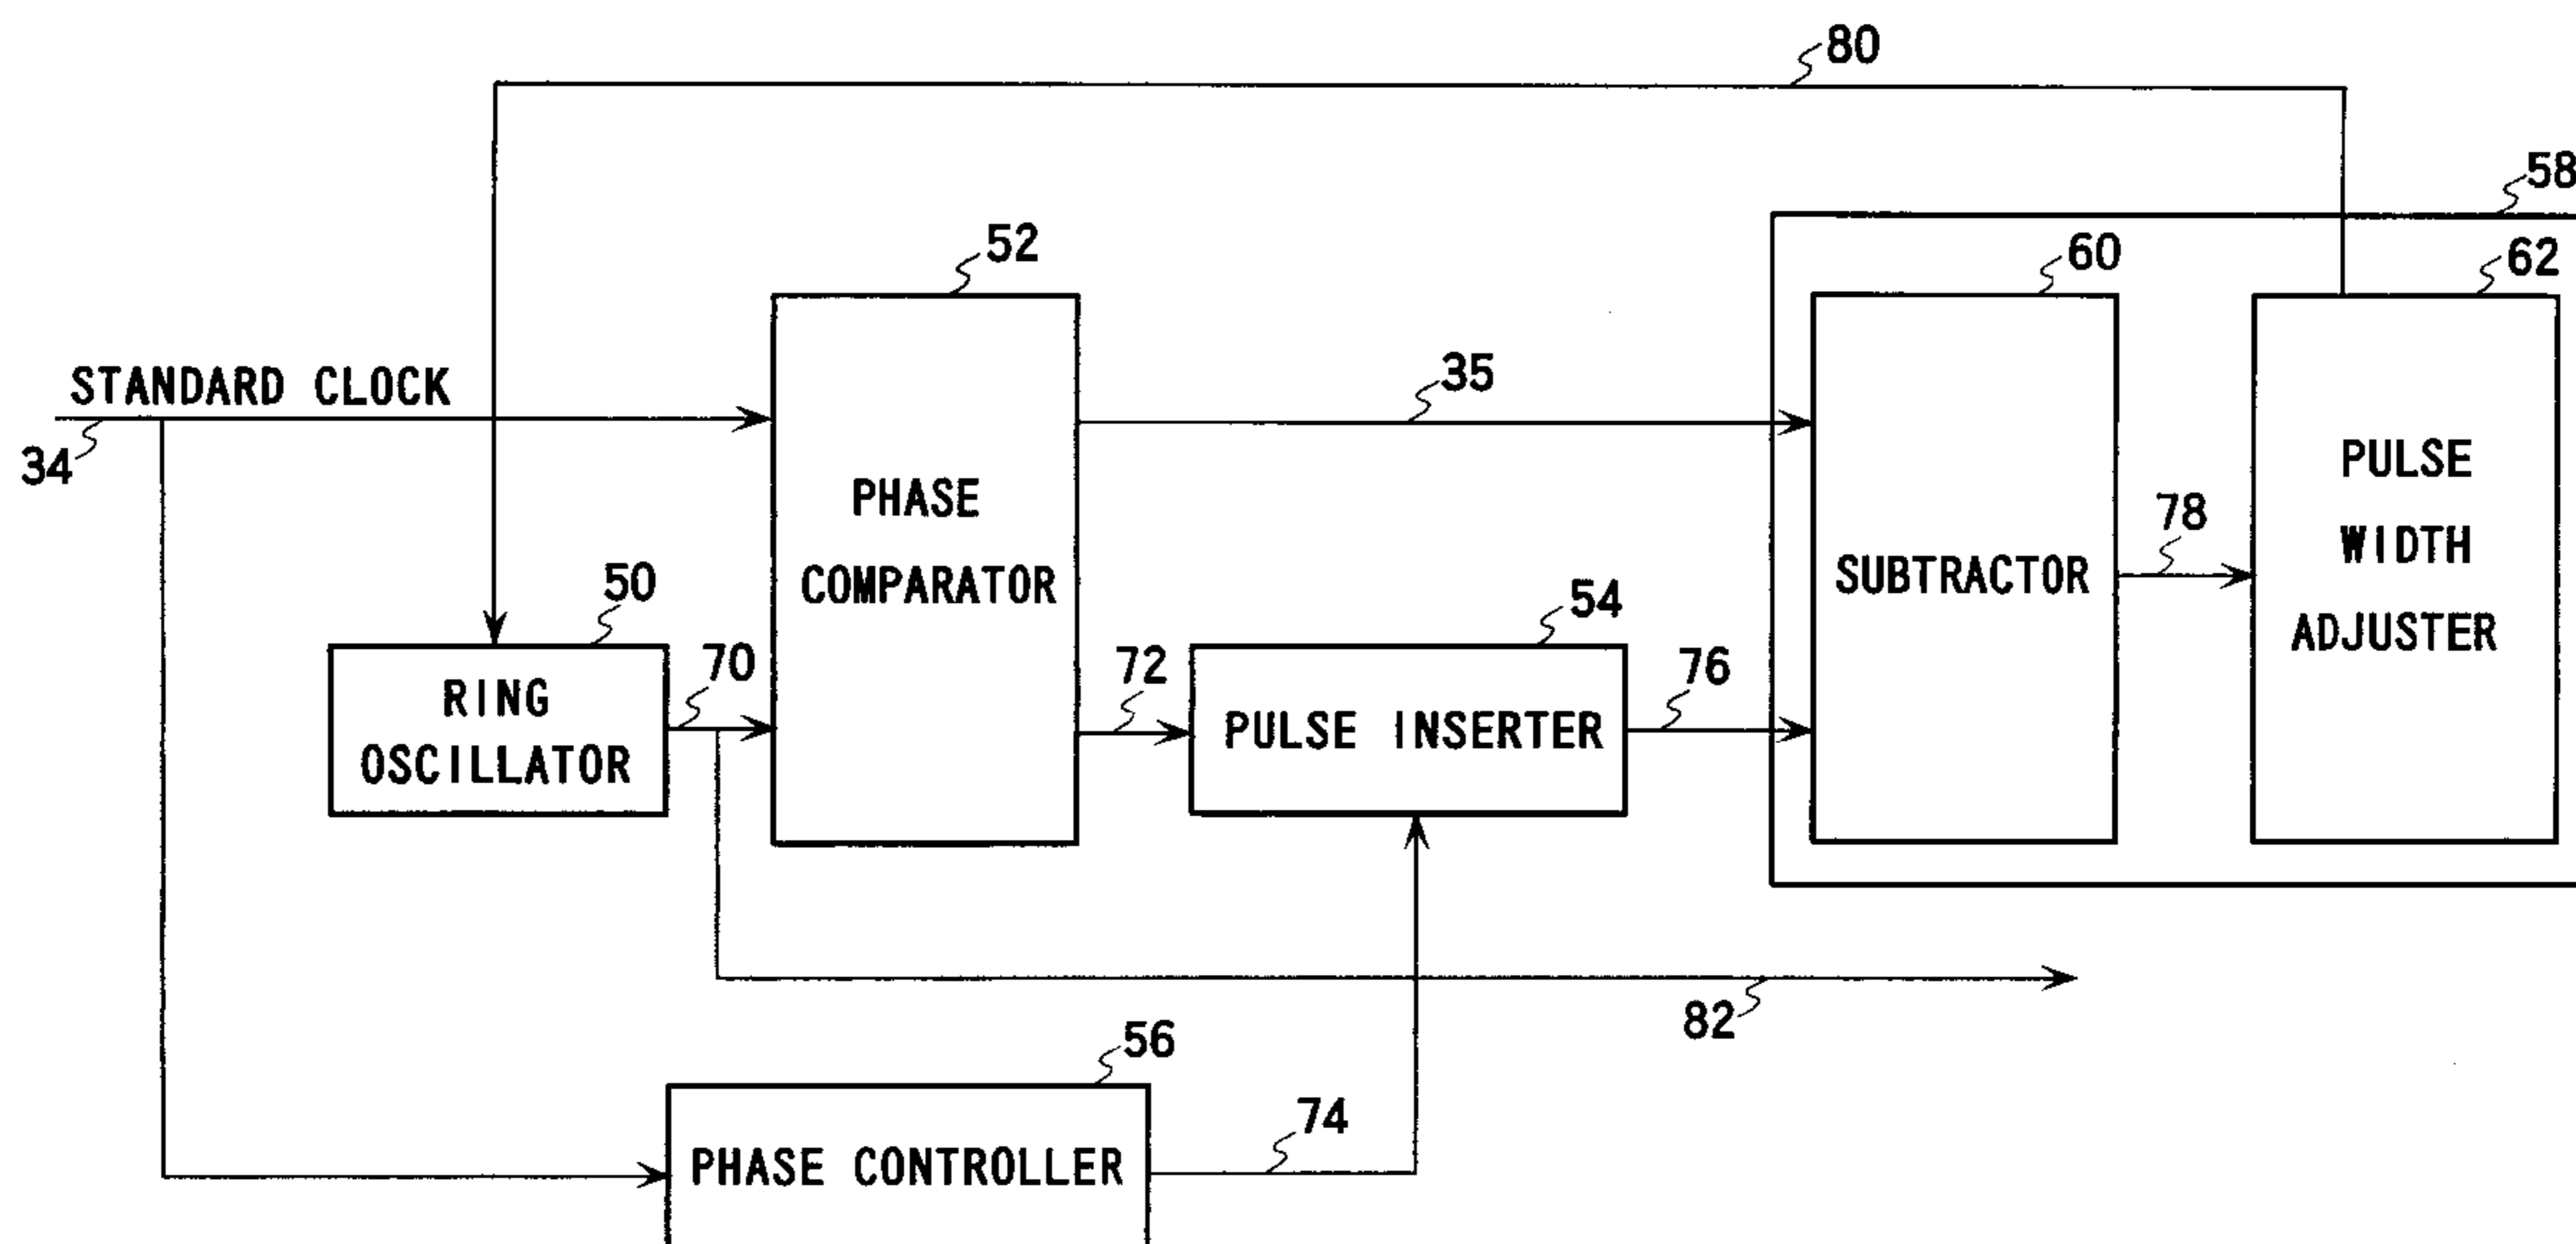 80
58
52
60
62
STANDARD CLOCK
35
34
PHASE
COMPARATOR
PULSE
WIDTH
ADJUSTER
SUBTRACTOR
78
50
54
70
72
76
RING
OSCILLATOR
PULSE INSERTER
82
56
74
PHASE CONTROLLER